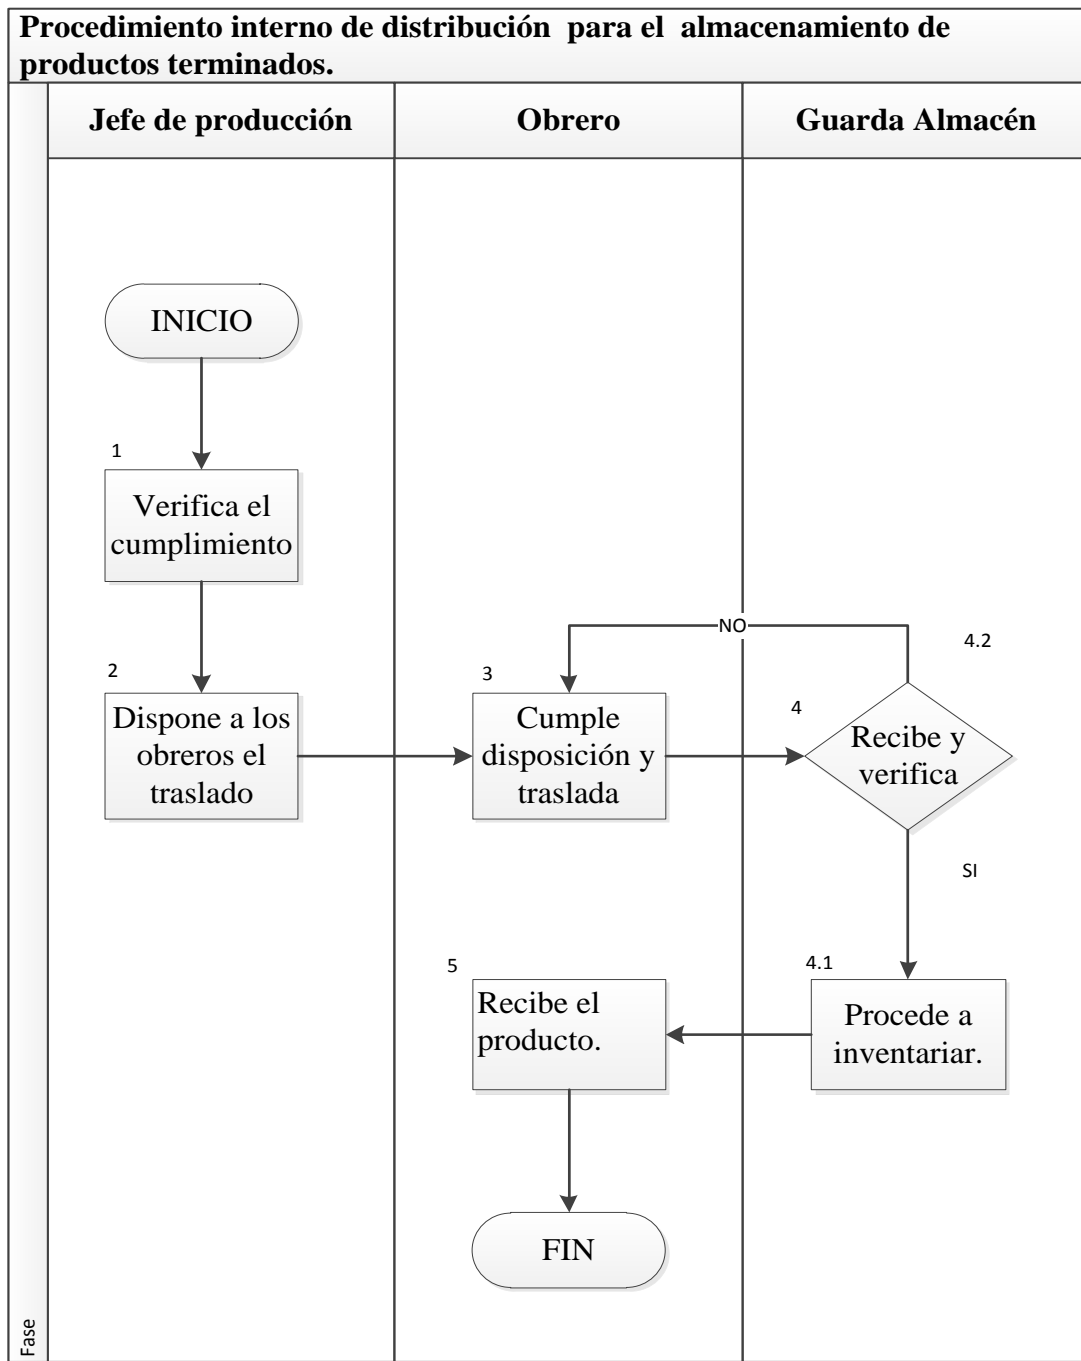 Procedimiento interno de distribución para el almacenamiento de
productos terminados.
Jefe de producción
Obrero
Guarda Almacén
INICIO
1
Verifica el
cumplimiento
2
Dispone a los
obreros el
traslado
3
Cumple
disposición y
traslada
NO
4.2
4
Recibe y
verifica
SI
4.1
Procede a
inventariar.
5
Recibe el
producto.
FIN
Fase